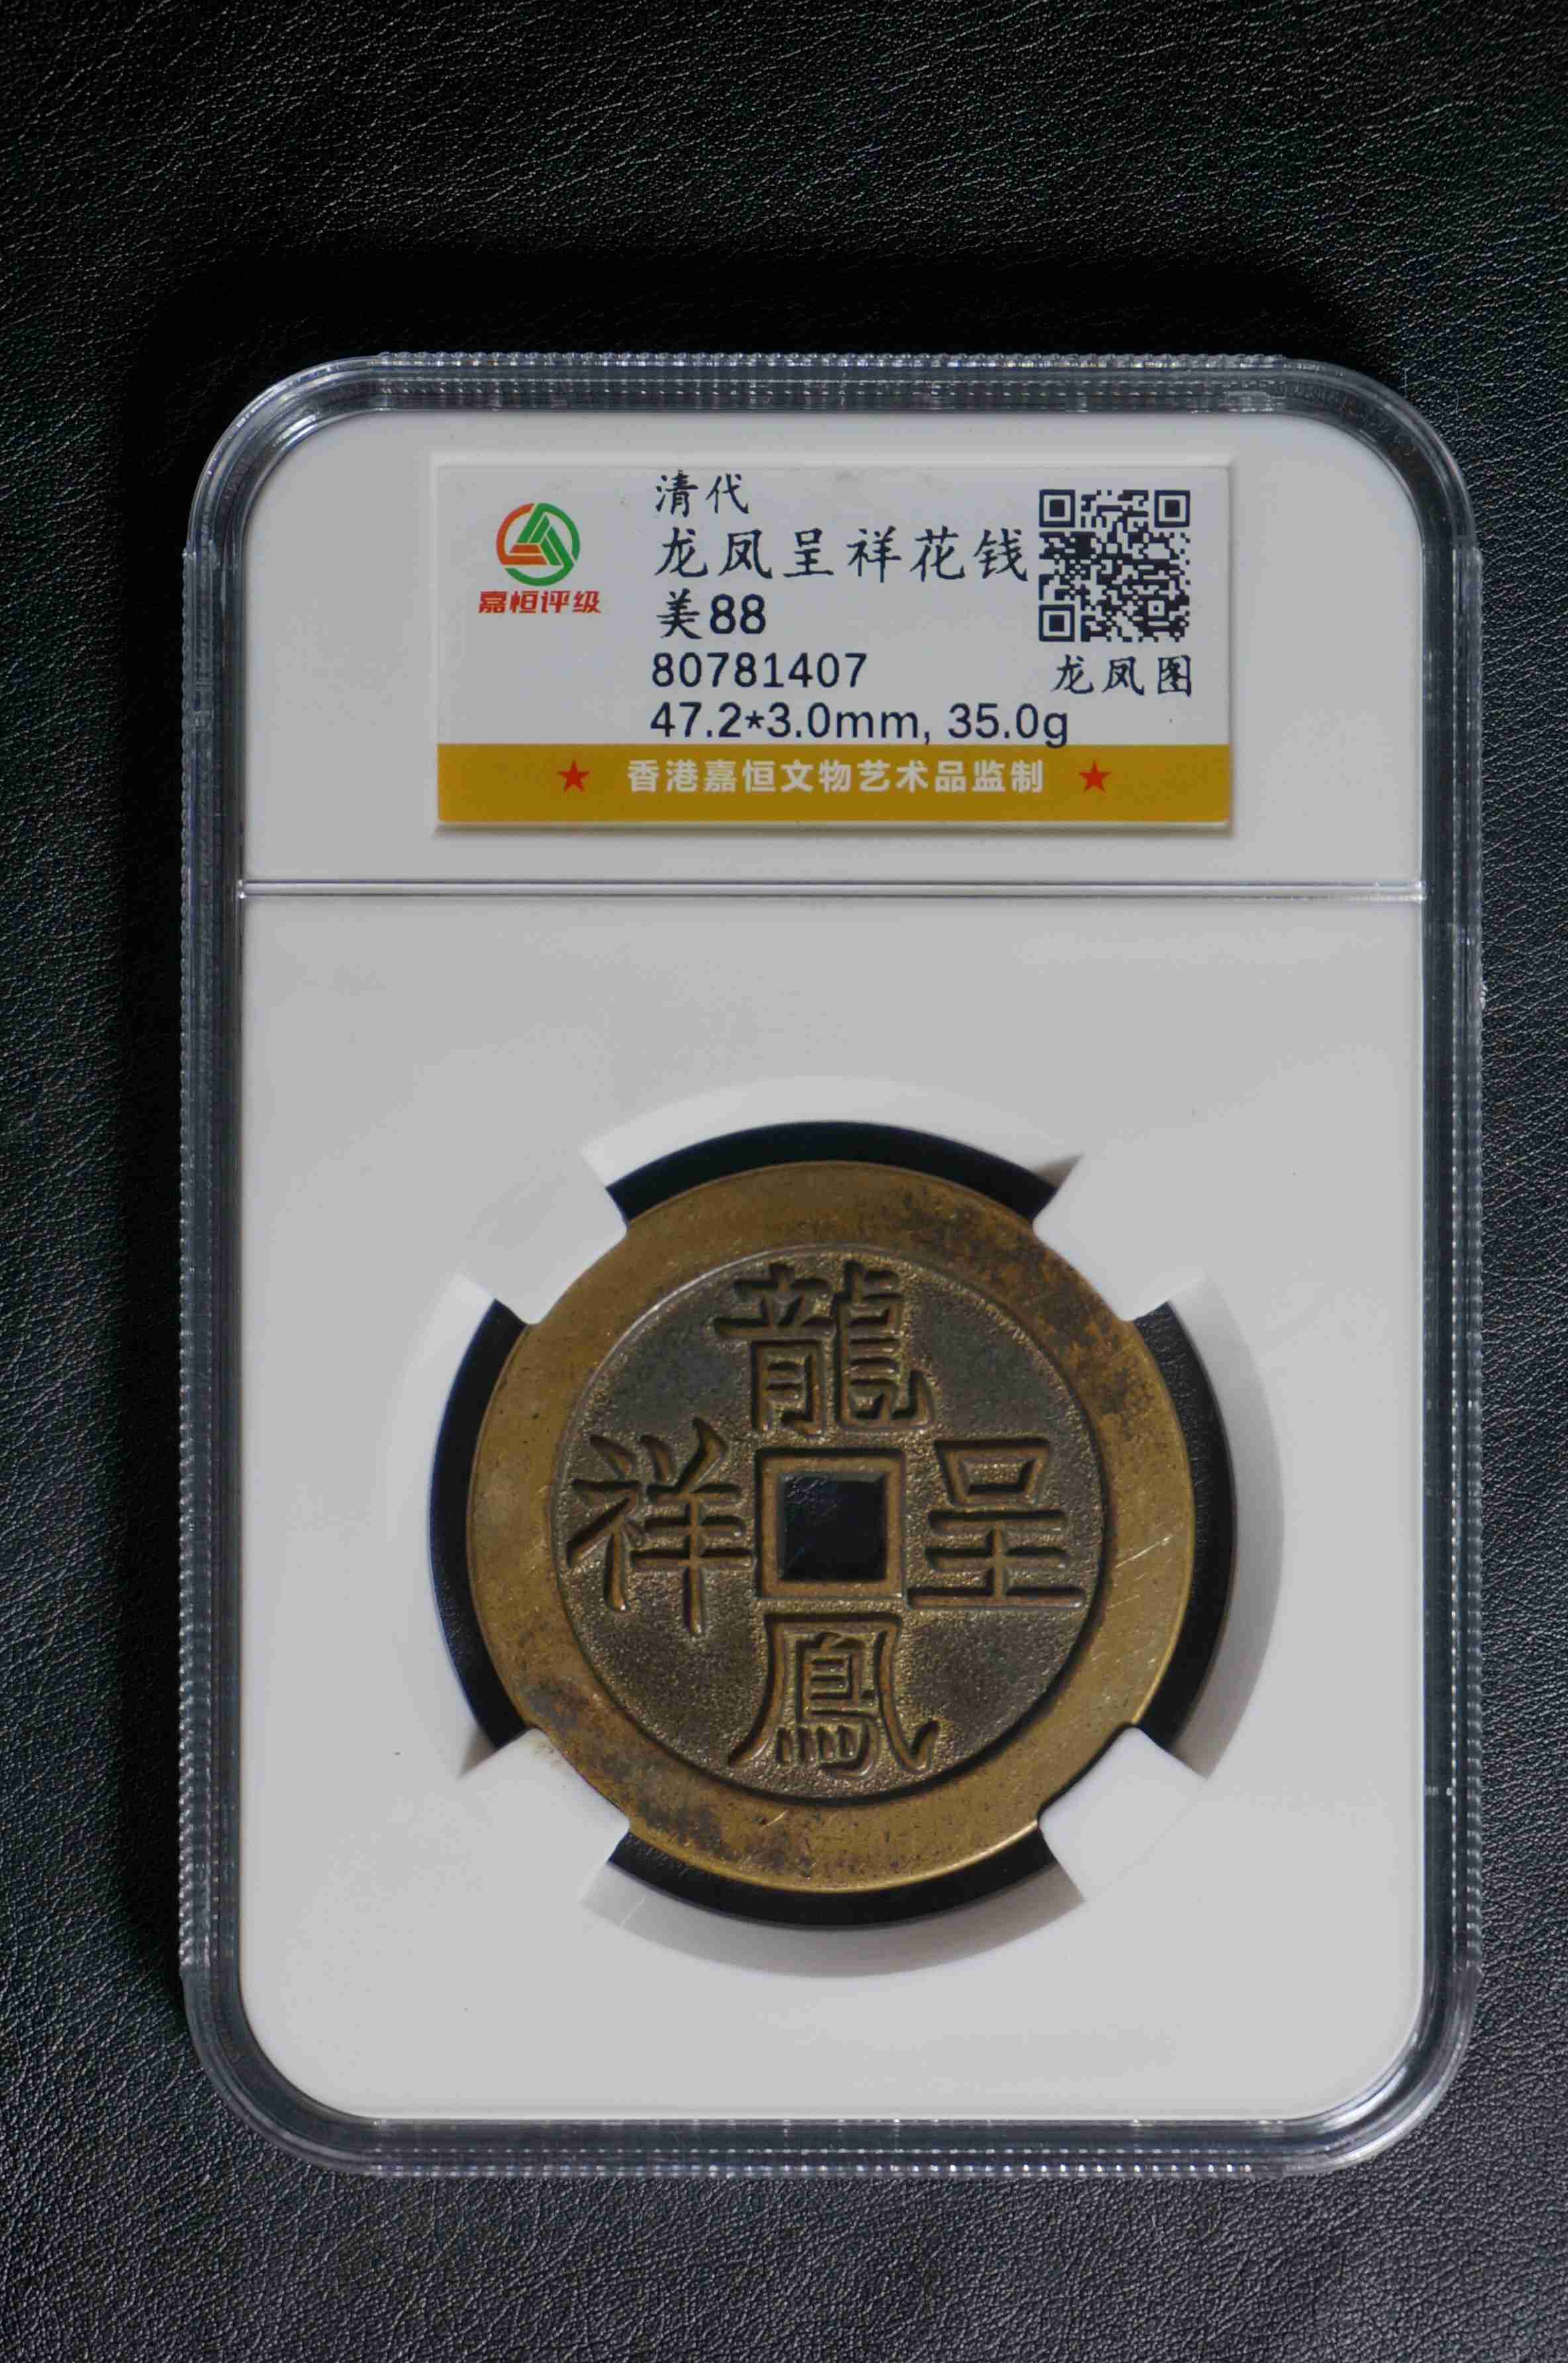 嘉恒评级
清代
龙凤呈祥花钱
美88
80781407
47.2*3.0mm, 35.0g
龙凤图
★ 香港嘉恒文物艺术品监制 ★
龍鳳呈祥